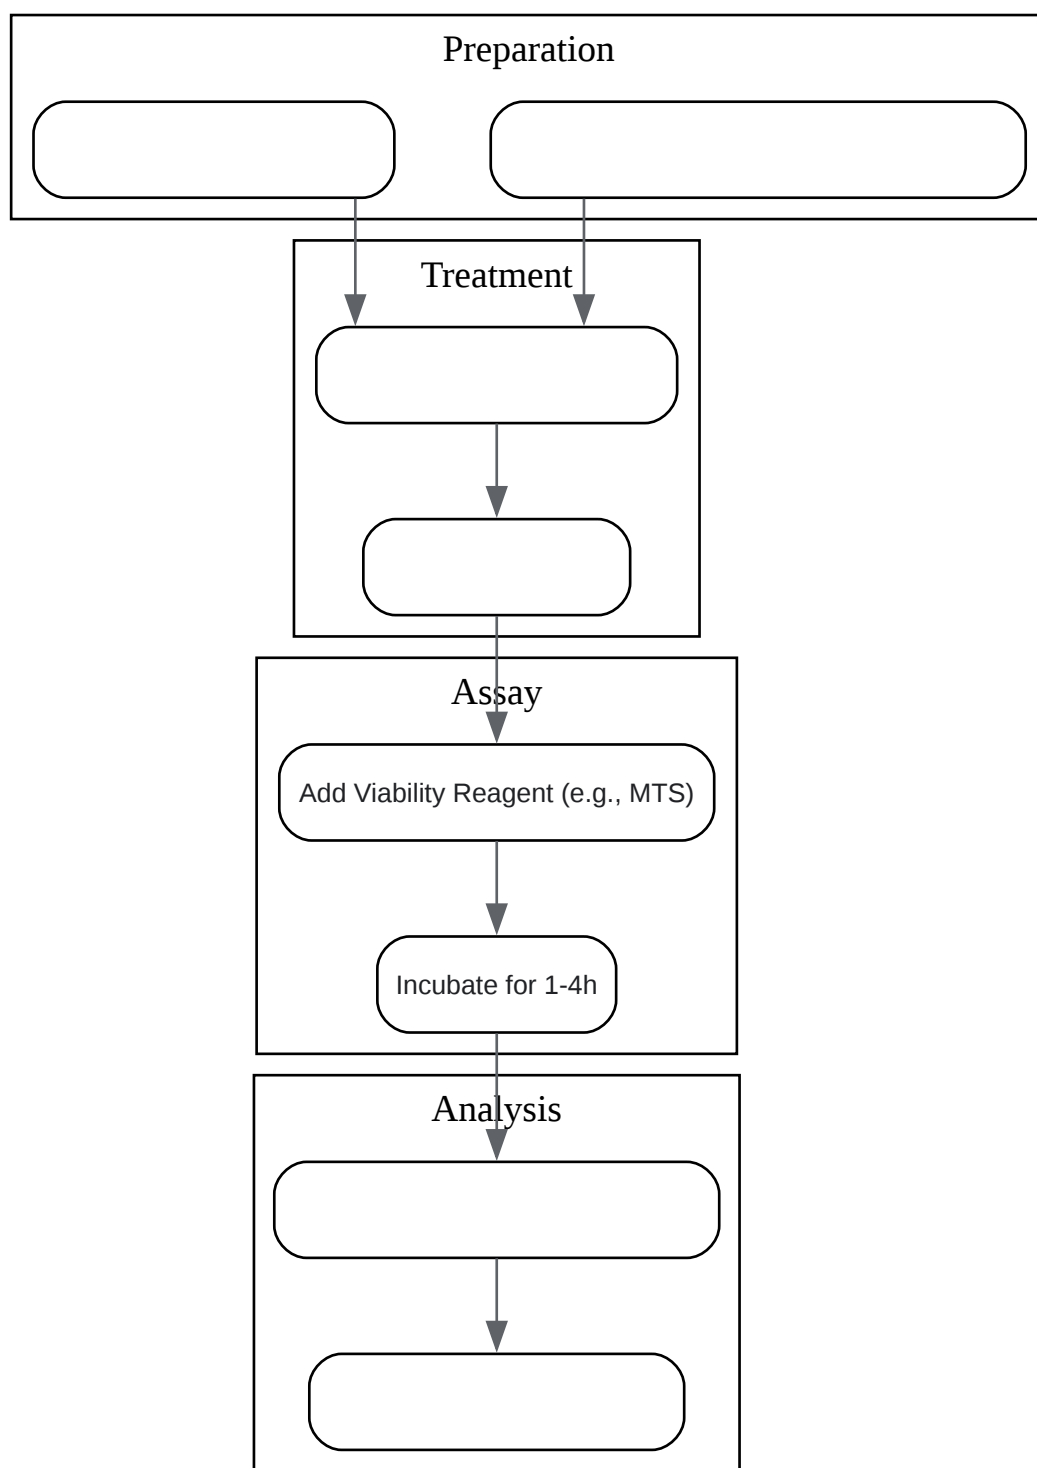 Preparation
Treatment
Assay
Add Viability Reagent (e.g., MTS)
Incubate for 1-4h
Analysis